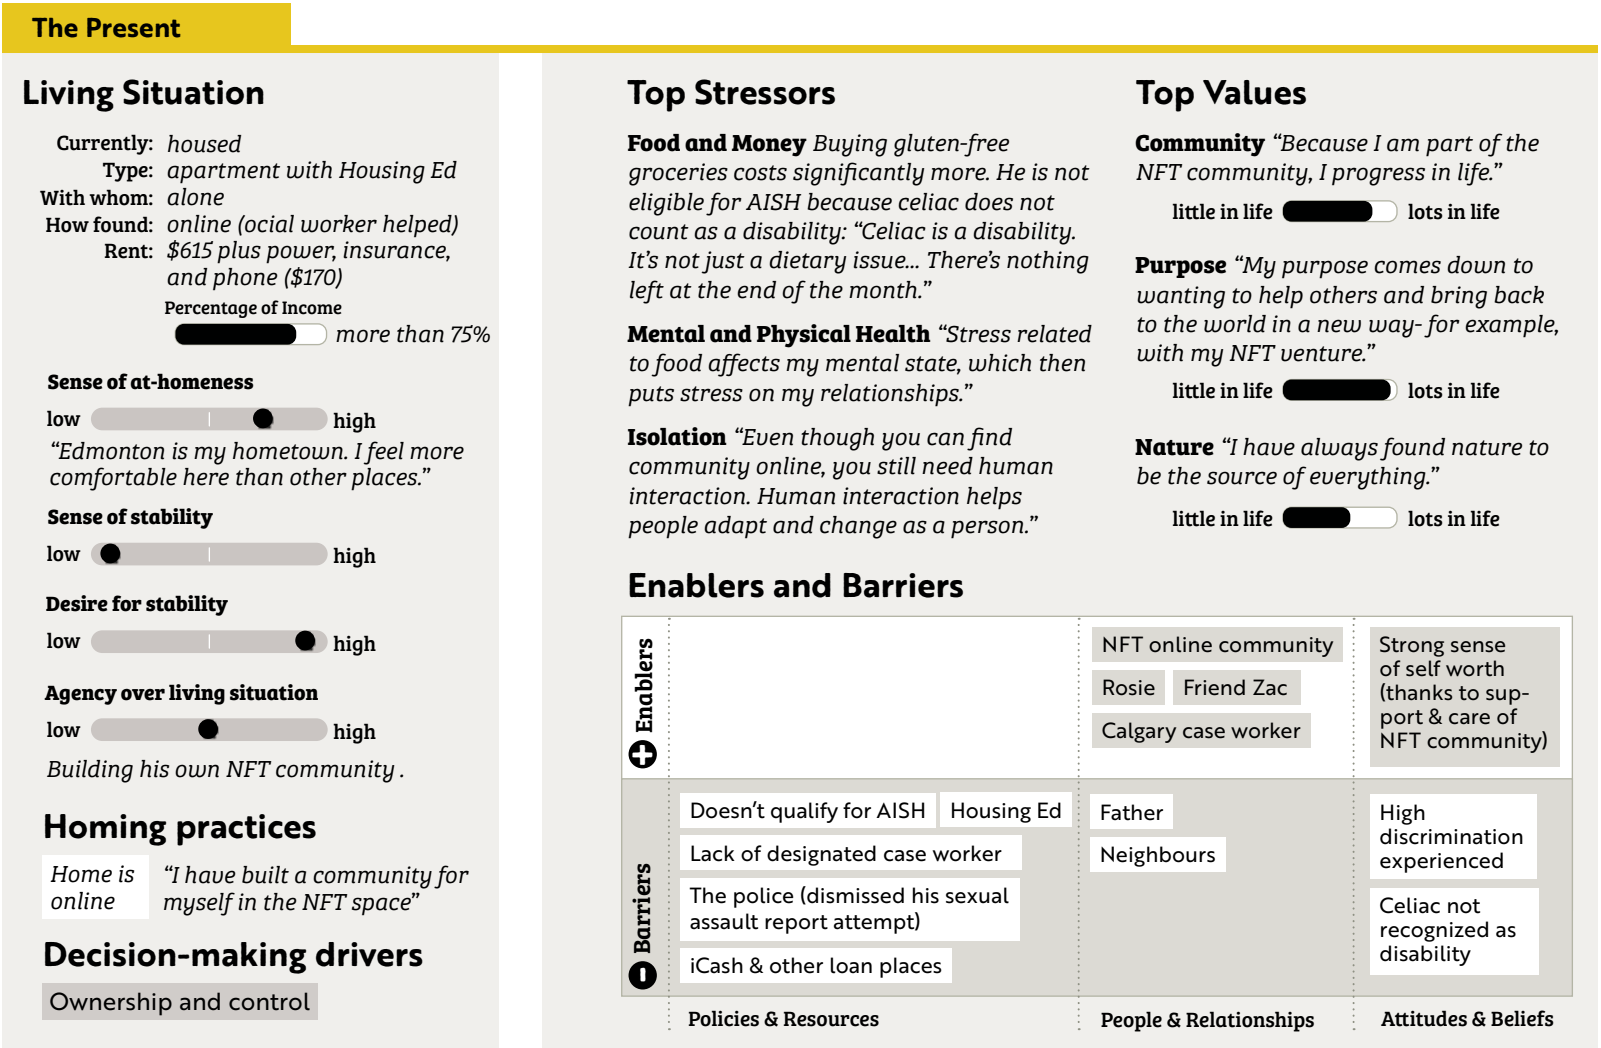 The Present
Living Situation
Currently: housed
Type: apartment with Housing Ed
With whom: alone
How found: online (ocial worker helped)
Rent: $615 plus power, insurance,
and phone ($170)
Percentage of Income
more than 75%
Sense of at-homeness
low high
“Edmonton is my hometown. I feel more
comfortable here than other places.”
Sense of stability
low high
Desire for stability
low high
Agency over living situation
low high
Building his own NFT community .
Homing practices
Home is
online
“I have built a community for
myself in the NFT space”
Decision-making drivers
Ownership and control
Top Stressors
Food and Money Buying gluten-free
groceries costs significantly more. He is not
eligible for AISH because celiac does not
count as a disability: “Celiac is a disability.
It’s not just a dietary issue... There’s nothing
left at the end of the month.”
Mental and Physical Health “Stress related
to food affects my mental state, which then
puts stress on my relationships.”
Isolation “Even though you can find
community online, you still need human
interaction. Human interaction helps
people adapt and change as a person.”
Top Values
Community “Because I am part of the
NFT community, I progress in life.”
little in life lots in life
Purpose “My purpose comes down to
wanting to help others and bring back
to the world in a new way- for example,
with my NFT venture.”
little in life lots in life
Nature “I have always found nature to
be the source of everything.”
little in life lots in life
Enablers and Barriers
Enablers
NFT online community
Rosie
Friend Zac
Calgary case worker
Strong sense
of self worth
(thanks to sup-
port & care of
NFT community)
Barriers
Doesn’t qualify for AISH
Housing Ed
Lack of designated case worker
The police (dismissed his sexual
assault report attempt)
iCash & other loan places
Father
Neighbours
High
discrimination
experienced
Celiac not
recognized as
disability
Policies & Resources
People & Relationships
Attitudes & Beliefs